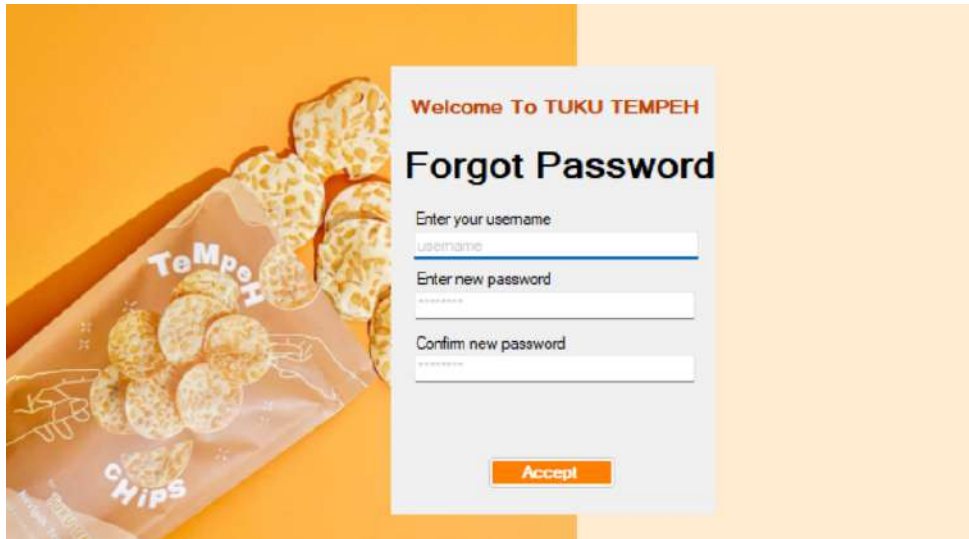 Welcome To TUKU TEMPEH
Forgot Password
Enter your username
username
Enter new password
********
Confirm new password
********
Accept
TeMpeH
cHips